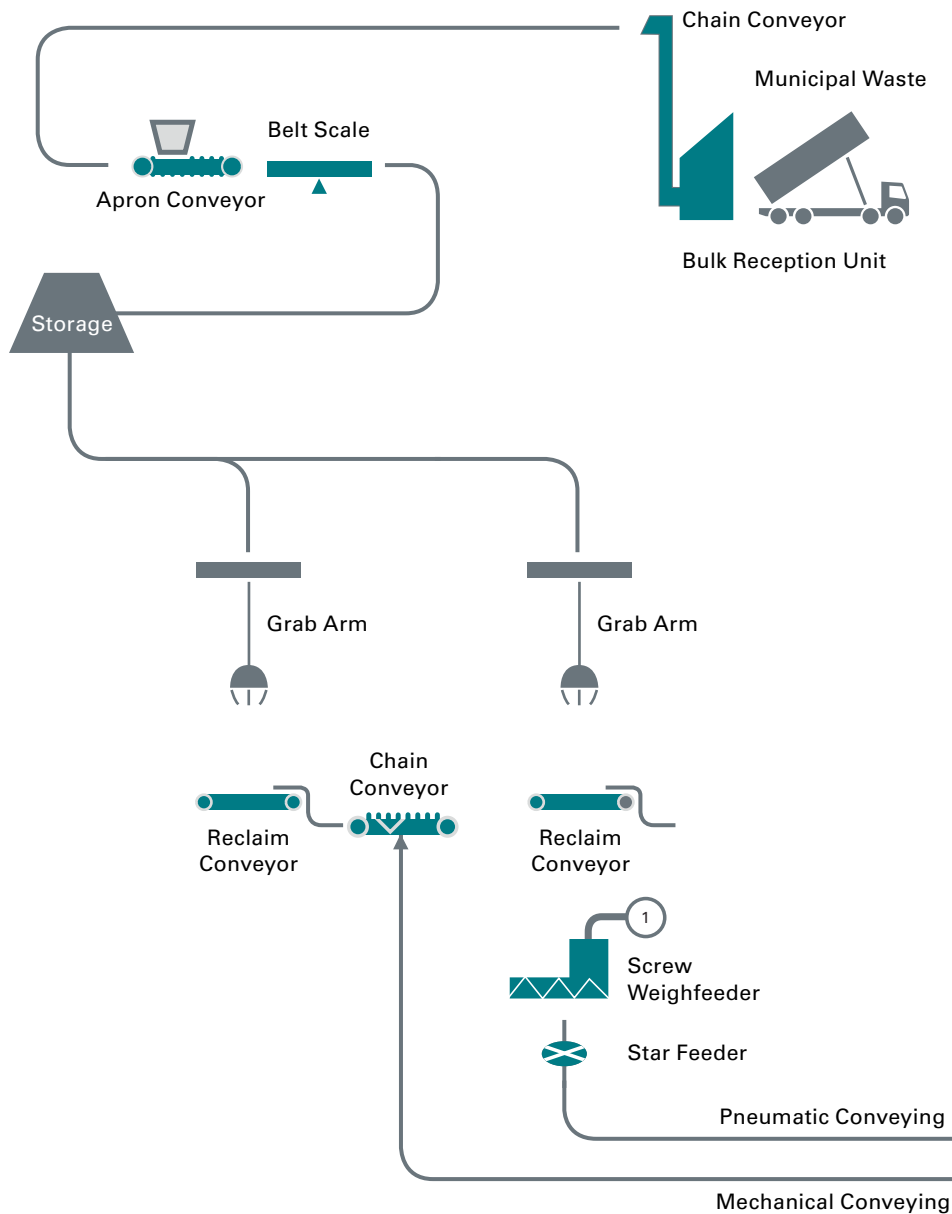 Chain Conveyor
Municipal Waste
Belt Scale
Apron Conveyor
Bulk Reception Unit
Storage
Grab Arm
Grab Arm
Chain
Conveyor
Reclaim
Conveyor
Reclaim
Conveyor
1
Screw
Weighfeeder
Star Feeder
Pneumatic Conveying
Mechanical Conveying